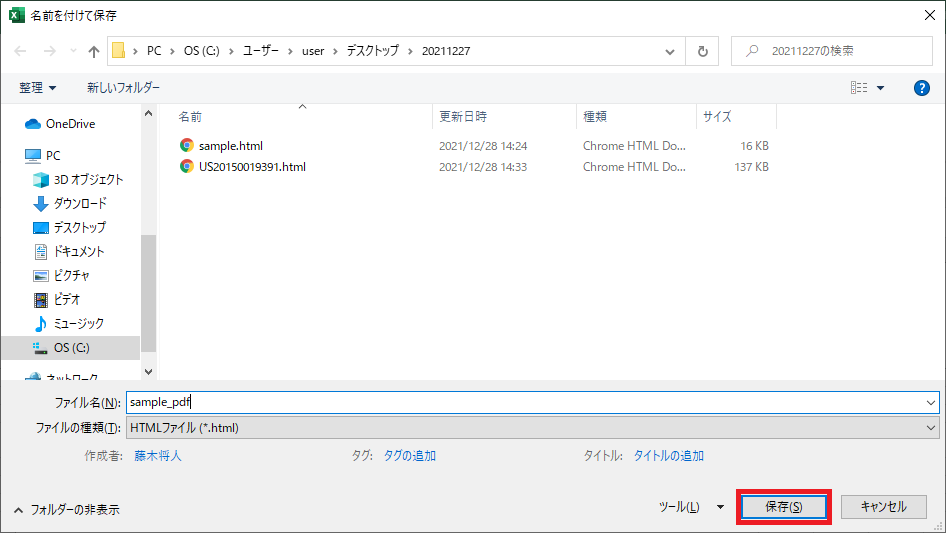 名前を付けて保存
PC > OS (C:) > ユーザー > user > デスクトップ > 20211227
20211227の検索
整理 新しいフォルダー
名前 更新日時 種類 サイズ
sample.html 2021/12/28 14:24 Chrome HTML Do... 16 KB
US20150019391.html 2021/12/28 14:33 Chrome HTML Do... 137 KB
OneDrive
PC
3D オブジェクト
ダウンロード
デスクトップ
ドキュメント
ピクチャ
ビデオ
ミュージック
OS (C:)
ネットワーク
ファイル名(N): sample_pdf
ファイルの種類(T): HTMLファイル (*.html)
作成者: 藤木将人 タグ: タグの追加 タイトル: タイトルの追加
フォルダーの非表示 ツール(L) 保存(S) キャンセル